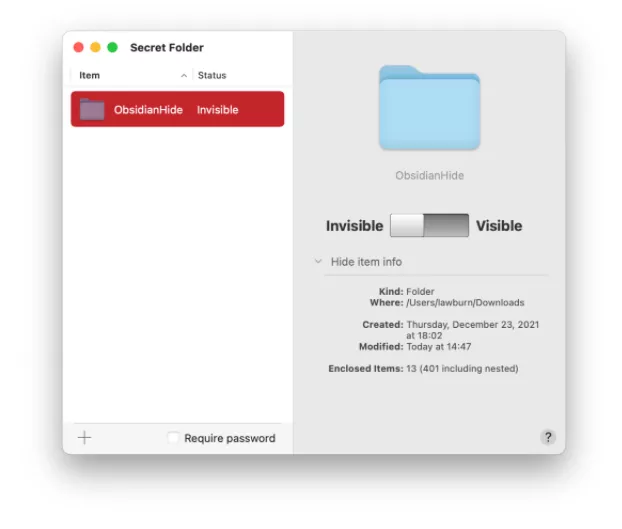 Secret Folder
Item Status
ObsidianHide Invisible
ObsidianHide
Invisible Visible
Hide item info
Kind: Folder
Where: /Users/lawburn/Downloads
Created: Thursday, December 23, 2021
at 18:02
Modified: Today at 14:47
Enclosed Items: 13 (401 including nested)
Require password
?